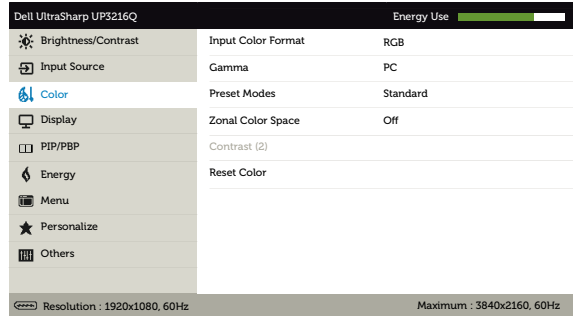 Dell UltraSharp UP3216Q
Energy Use
Brightness/Contrast
Input Source
Color
Display
PIP/PBP
Energy
Menu
Personalize
Others
Input Color Format RGB
Gamma PC
Preset Modes Standard
Zonal Color Space Off
Contrast (2)
Reset Color
Resolution : 1920x1080, 60Hz
Maximum : 3840x2160, 60Hz